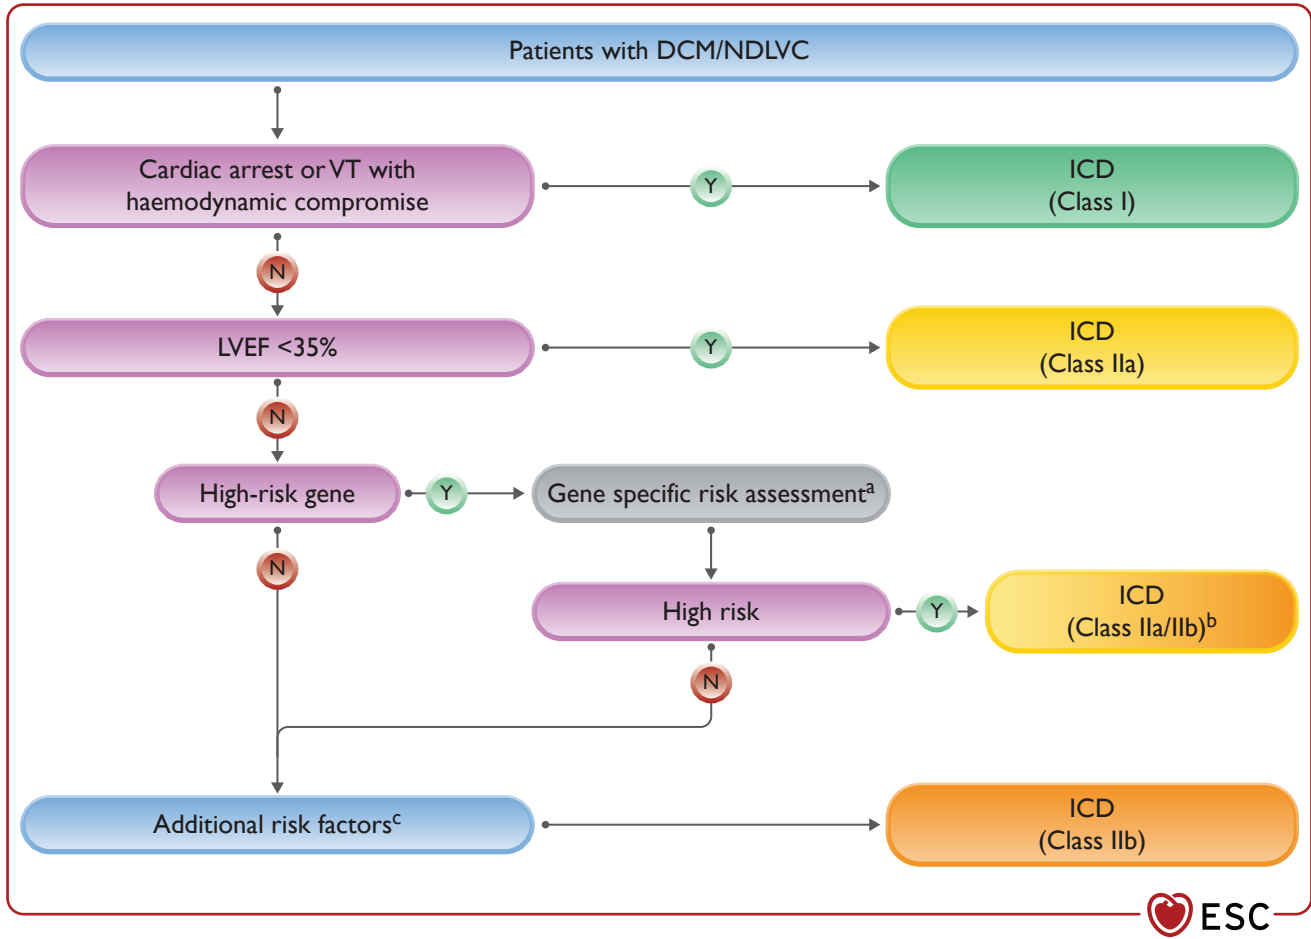 Patients with DCM/NDLVC
Cardiac arrest or VT with
haemodynamic compromise
Y
ICD
(Class I)
N
LVEF <35%
Y
ICD
(Class IIa)
N
High-risk gene
Y
Gene specific risk assessmentᵃ
N
High risk
Y
ICD
(Class IIa/IIb)ᵇ
N
Additional risk factorsᶜ
ICD
(Class IIb)
ESC